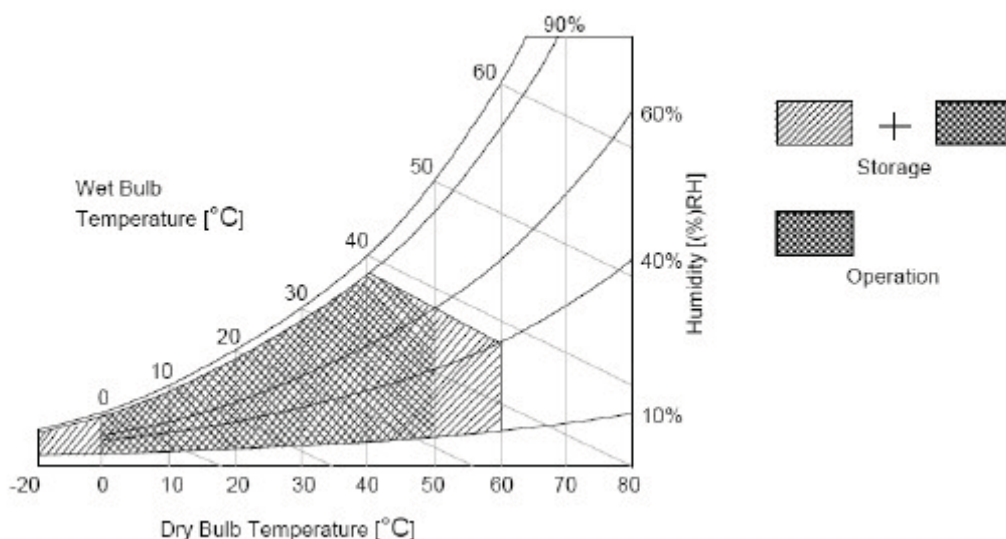 90%
60
60%
50
Storage
Wet Bulb
Temperature [°C]
40
Humidity [(%)RH]
40%
30
Operation
20
10
0
10%
-20 0 10 20 30 40 50 60 70 80
Dry Bulb Temperature [°C]